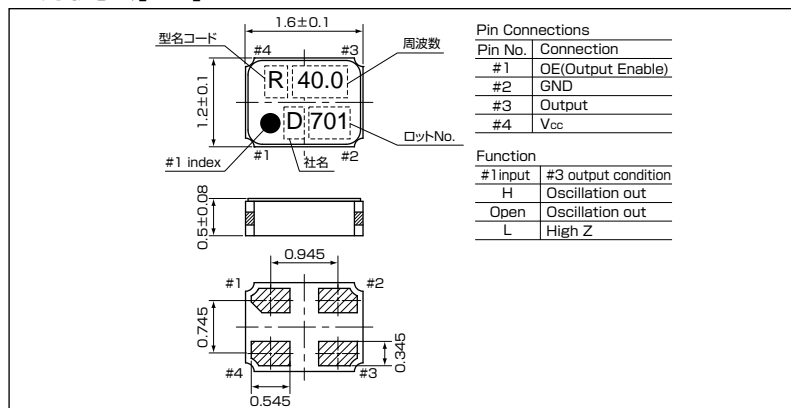 1.6±0.1
型名コード
#4
#3
周波数
R 40.0
1.2±0.1
D 701
ロットNo.
#1 index
#1
社名
#2
0.5±0.08
0.945
#1
#2
0.745
0.345
#4
#3
0.545
Pin Connections
Pin No. Connection
#1 OE(Output Enable)
#2 GND
#3 Output
#4 Vcc
Function
#1input #3 output condition
H Oscillation out
Open Oscillation out
L High Z